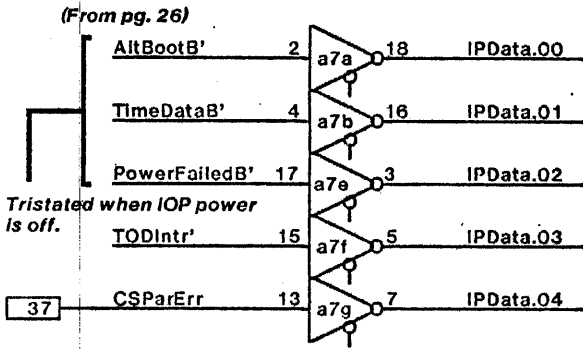 (From pg. 26)
AltBootB' 2 a7a 18 IPData.00
TimeDataB' 4 a7b 16 IPData.01
PowerFailedB' 17 a7e 3 IPData.02
Tristated when IOP power
is off.
TODIntr' 15 a7f 5 IPData.03
37 CSParErr 13 a7g 7 IPData.04